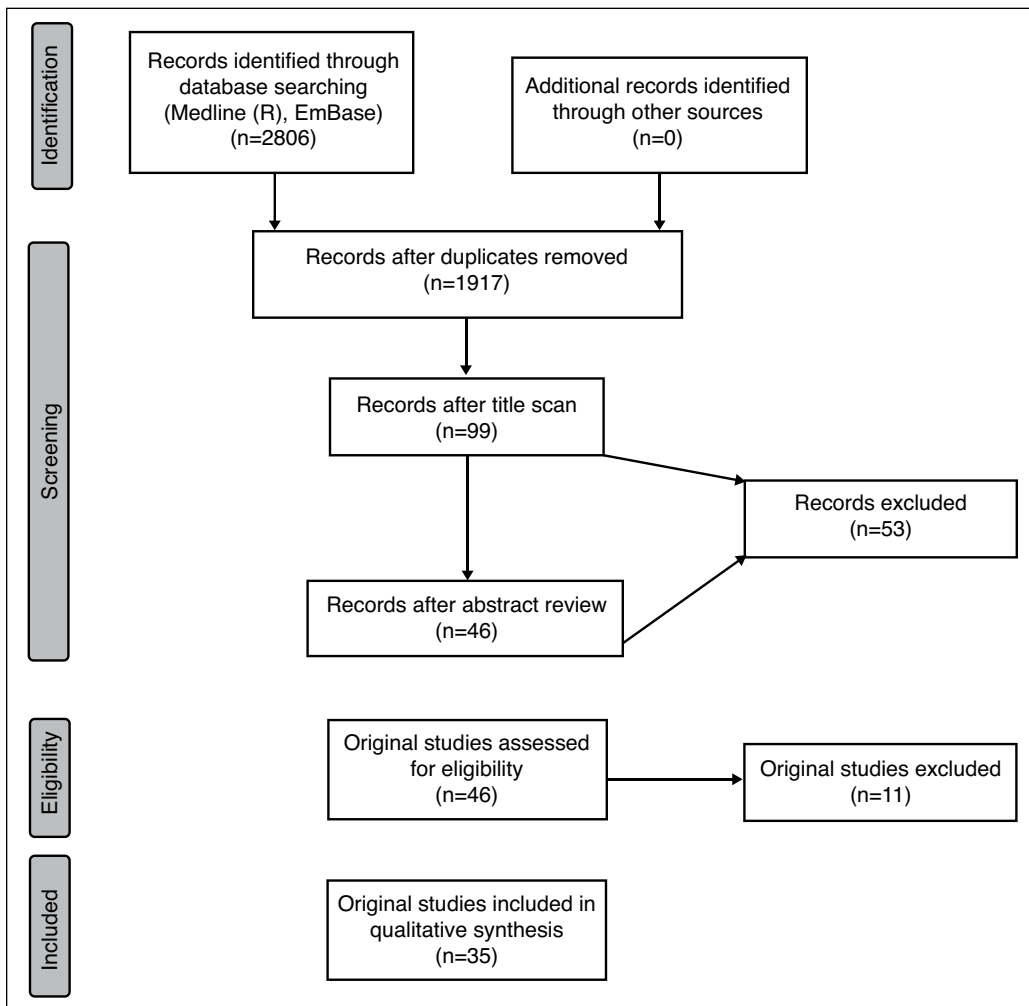 Identification
Records identified through
database searching
(Medline (R), EmBase)
(n=2806)
Additional records identified
through other sources
(n=0)
Screening
Records after duplicates removed
(n=1917)
Records after title scan
(n=99)
Records excluded
(n=53)
Records after abstract review
(n=46)
Eligibility
Original studies assessed
for eligibility
(n=46)
Original studies excluded
(n=11)
Included
Original studies included in
qualitative synthesis
(n=35)